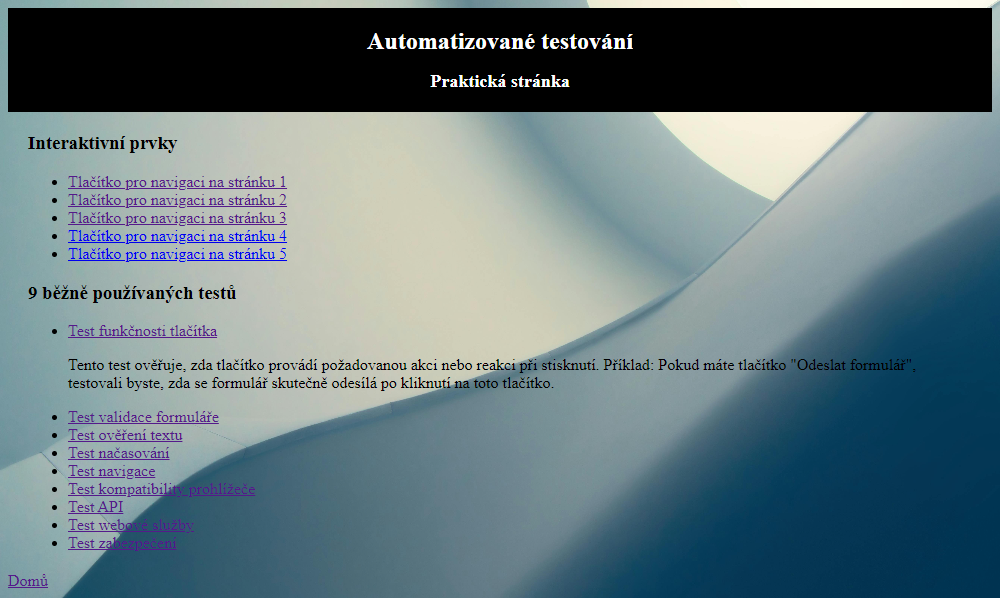 Automatizované testování
Praktická stránka
Interaktivní prvky
Tlačítko pro navigaci na stránku 1
Tlačítko pro navigaci na stránku 2
Tlačítko pro navigaci na stránku 3
Tlačítko pro navigaci na stránku 4
Tlačítko pro navigaci na stránku 5
9 běžně používaných testů
Test funkčnosti tlačítka
Tento test ověřuje, zda tlačítko provádí požadovanou akci nebo reakci při stisknutí. Příklad: Pokud máte tlačítko "Odeslat formulář",
testovali byste, zda se formulář skutečně odesílá po kliknutí na toto tlačítko.
Test validace formuláře
Test ověření textu
Test načasování
Test navigace
Test kompatibility prohlížeče
Test API
Test webové služby
Test zabezpečení
Domů